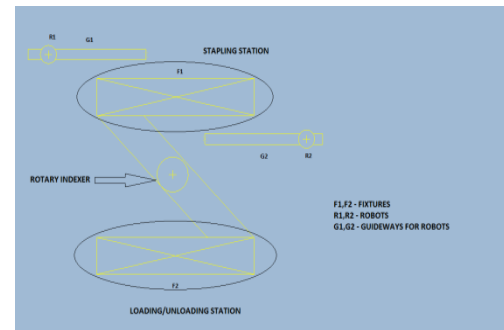 R1
G1
STAPLING STATION
F1
G2
R2
ROTARY INDEXER
F1,F2 - FIXTURES
R1,R2 - ROBOTS
G1,G2 - GUIDEWAYS FOR ROBOTS
F2
LOADING/UNLOADING STATION